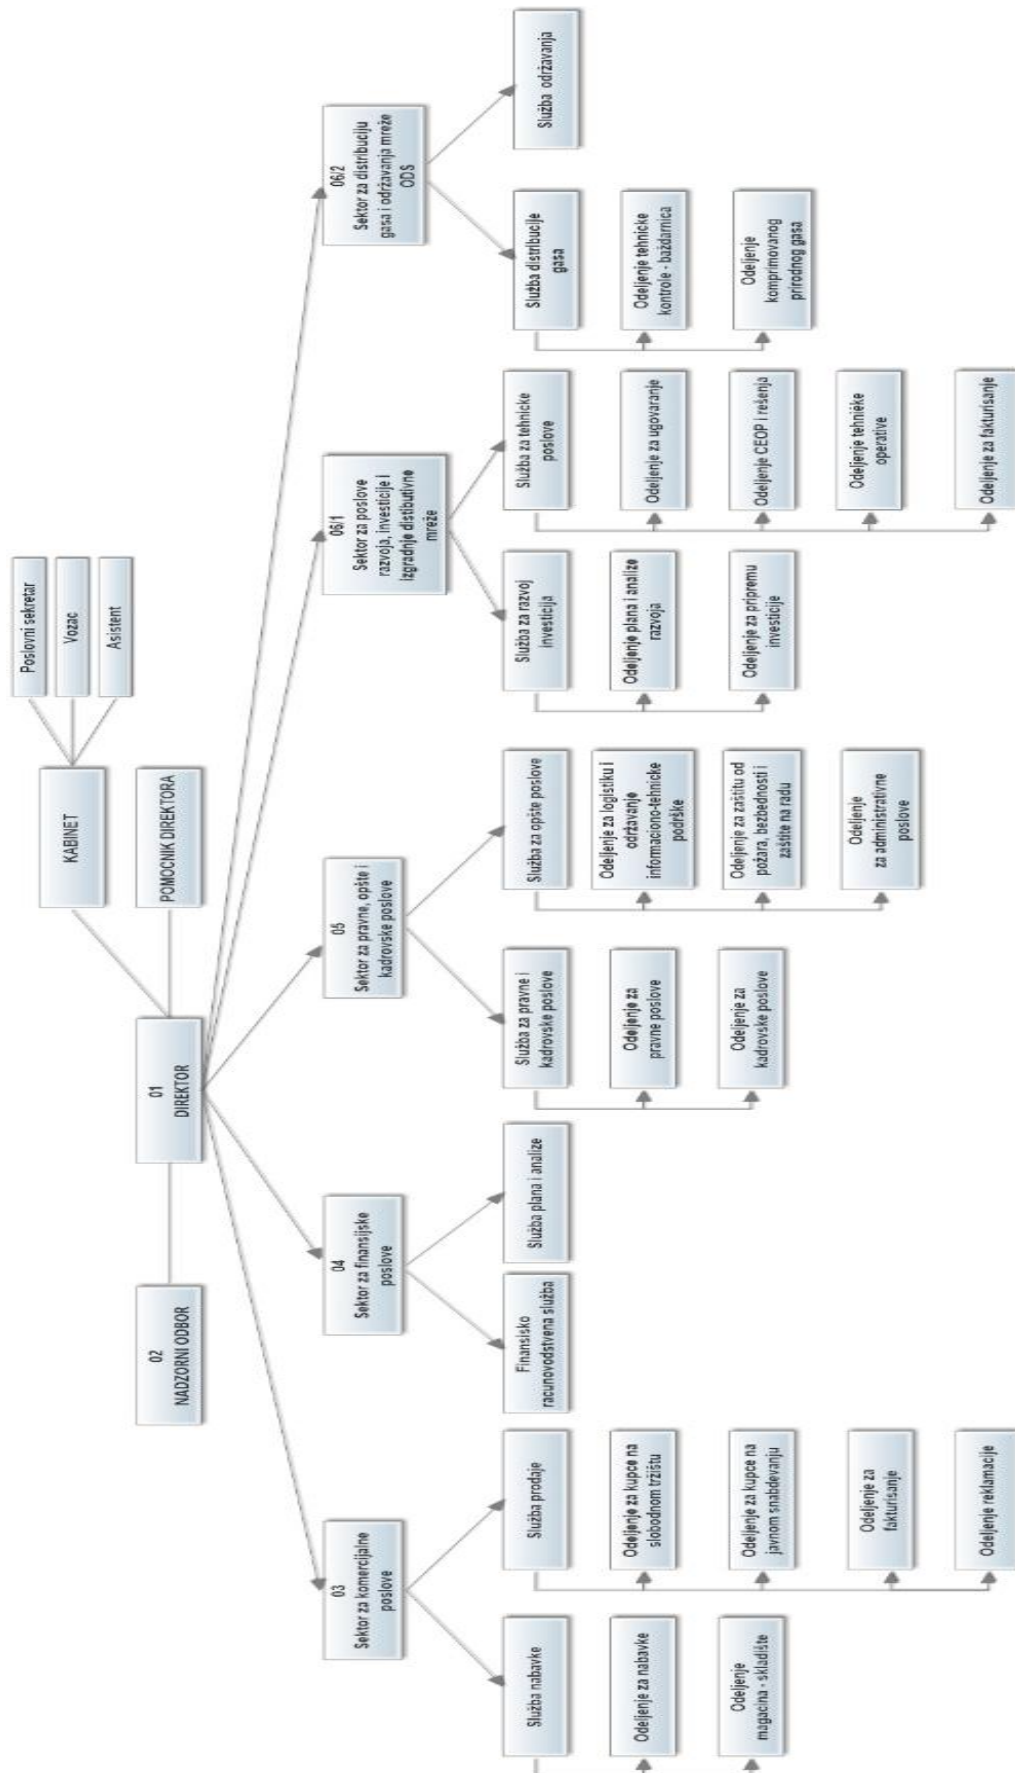 Poslovni sekretar
Vozac
Asistent
KABINET
POMOĆNIK DIREKTORA
01
DIREKTOR
02
NADZORNI ODBOR
03
Sektor za komercijalne
poslove
04
Sektor za finansijske
poslove
05
Sektor za pravne, opšte i
kadrovske poslove
06/1
Sektor za poslove
razvoja, investicije i
izgradnje distibutivne
mreže
06/2
Sektor za distribuciju
gasa i održavanja mreže
ODS
Služba nabavke
Odeljenje za nabavke
Odeljenje
magacina - skladište
Služba prodaje
Odeljenje za kupce na
slobodnom tržištu
Odeljenje za kupce na
javnom snabdevanju
Odeljenje za
fakturisanje
Odeljenje reklamacije
Finansisko
racunovodstvena služba
Služba plana i analize
Služba za pravne i
kadrovske poslove
Odeljenje za
pravne poslove
Odeljenje za
kadrovske poslove
Služba za opšte poslove
Odeljenje za logistiku i
održavanje
informaciono-tehnicke
podrške
Odeljenje za zaštitu od
požara, bezbednosti i
zaštite na radu
Odeljenje
za administrativne
poslove
Služba za razvoj
investicija
Odeljenje plana i analize
razvoja
Odeljenje za pripremu
investicije
Služba za tehnicke
poslove
Odeljenje za ugovaranje
Odeljenje CEOP i rešenja
Odeljenje tehničke
operative
Odeljenje za fakturisanje
Služba distribucije
gasa
Odeljenje tehnicke
kontrole - baždarnica
Odeljenje
komprimovanog
prirodnog gasa
Služba održavanja